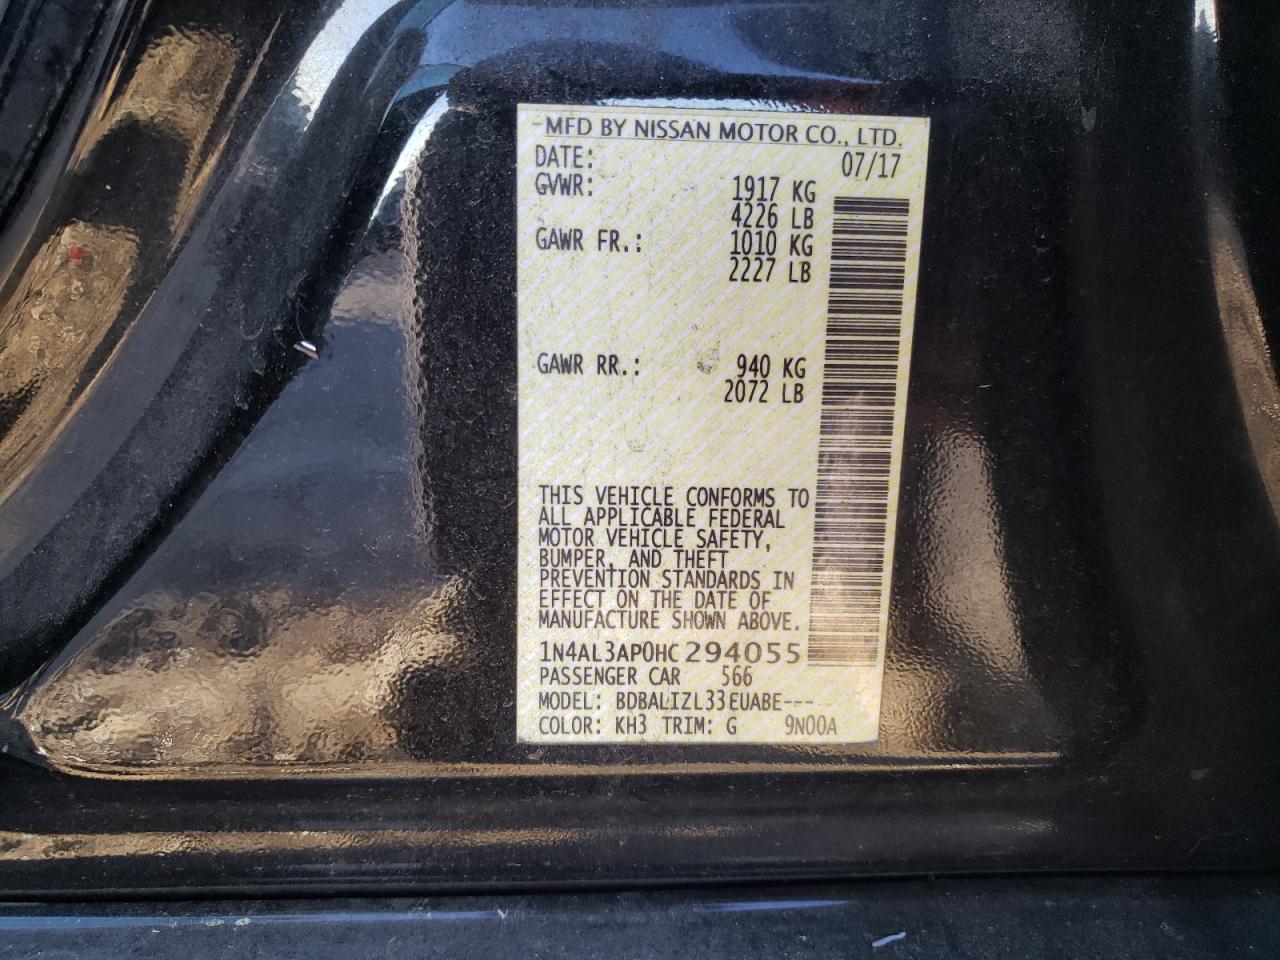 MFD BY NISSAN MOTOR CO., LTD.
DATE: 07/17
GVWR: 1917 KG
4226 LB
GAWR FR.: 1010 KG
2227 LB
GAWR RR.: 940 KG
2072 LB
THIS VEHICLE CONFORMS TO
ALL APPLICABLE FEDERAL
MOTOR VEHICLE SAFETY,
BUMPER, AND THEFT
PREVENTION STANDARDS IN
EFFECT ON THE DATE OF
MANUFACTURE SHOWN ABOVE.
1N4AL3AP0HC294055
PASSENGER CAR 566
MODEL: BDBALIZL33EUABE---
COLOR: KH3 TRIM: G 9N00A